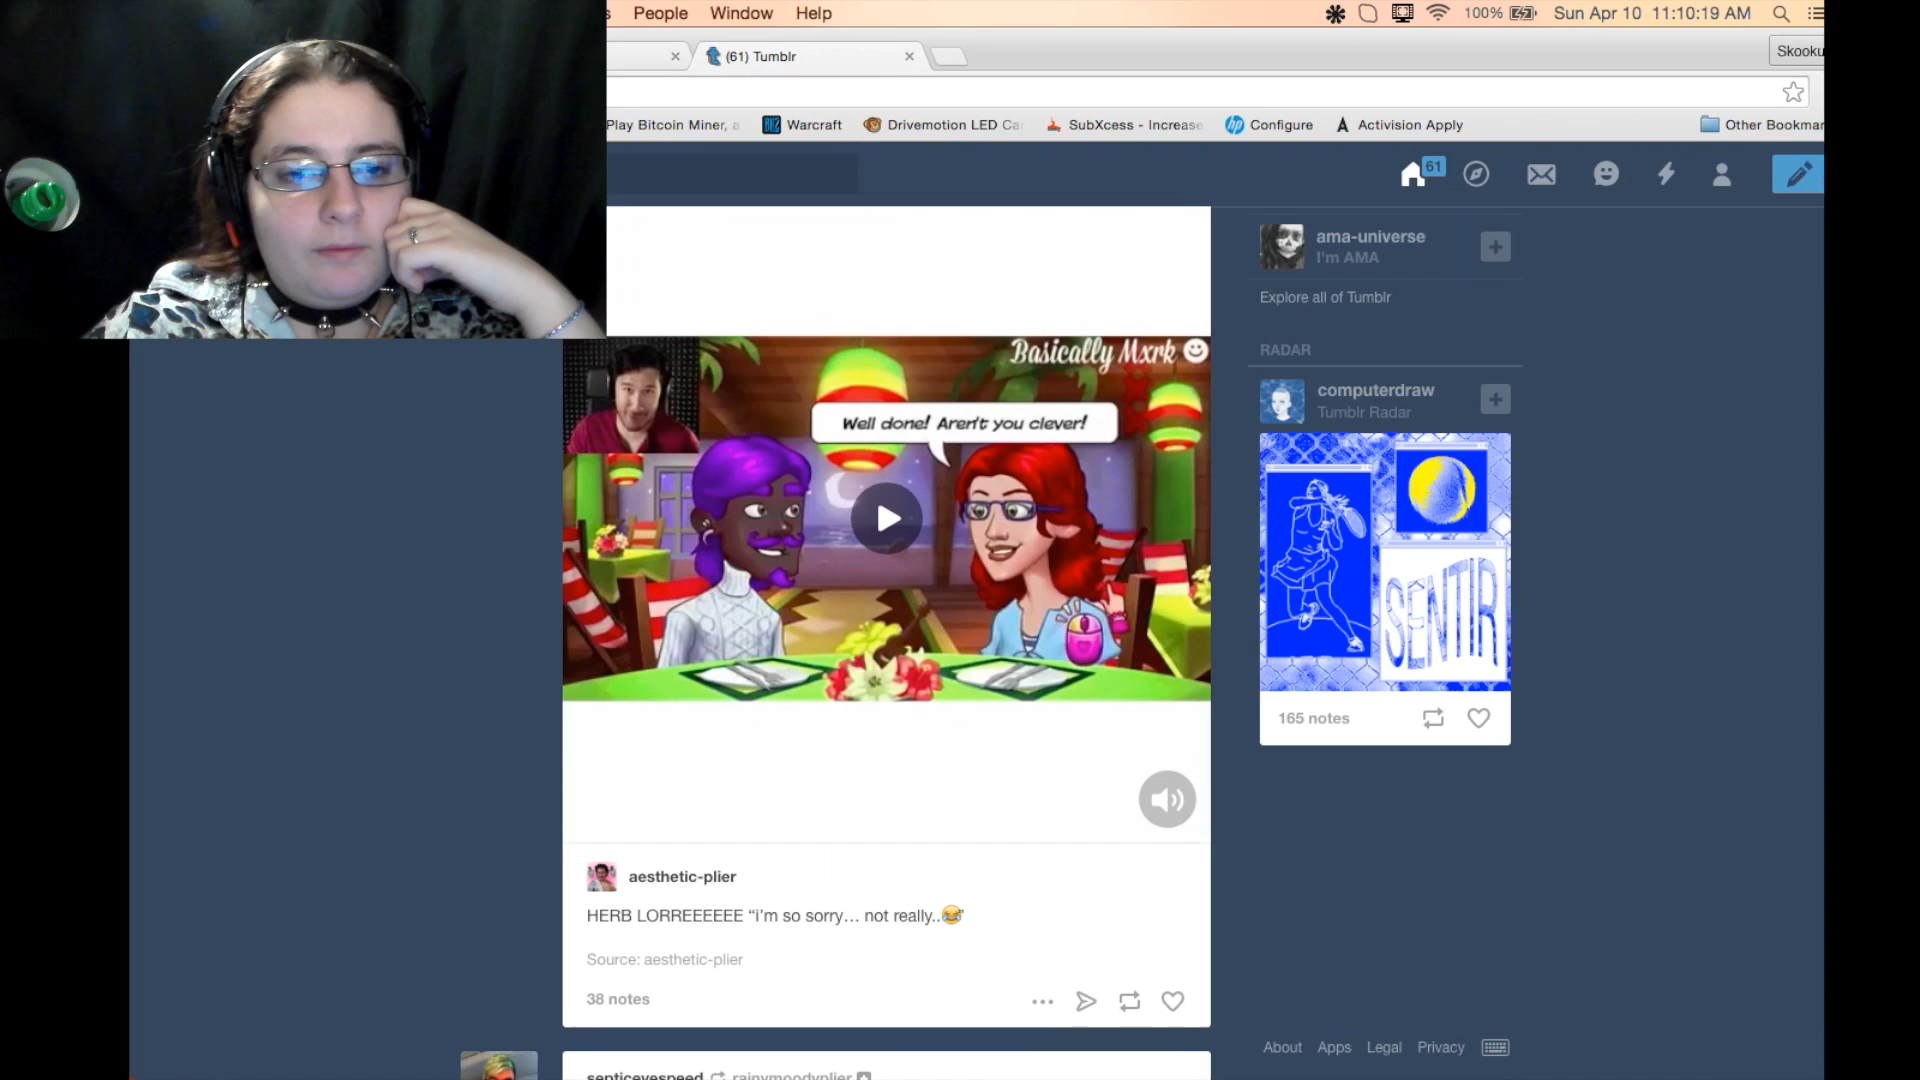 People Window Help 100% Sun Apr 10 11:10:19 AM
(61) Tumblr
Skooku
Play Bitcoin Miner, a Warcraft Drivemotion LED Ca SubXcess - Increase Configure Activision Apply Other Bookmar
61
ama-universe
I'm AMA
Explore all of Tumblr
RADAR
computerdraw
Tumblr Radar
SENTIR
165 notes
Basically Mxrk
Well done! Aren't you clever!
aesthetic-plier
HERB LORREEEEEE “i’m so sorry… not really..😂”
Source: aesthetic-plier
38 notes
About Apps Legal Privacy
septiceyespeed rainymoodyplier